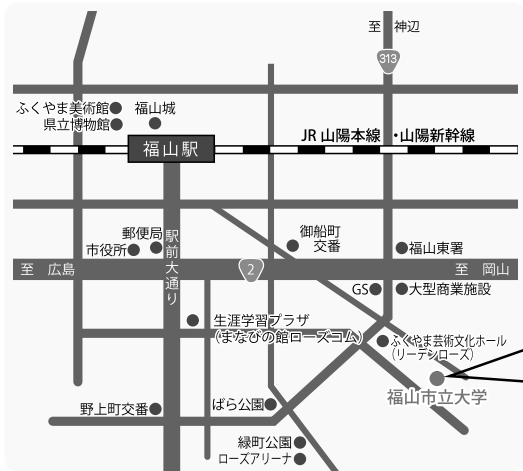 至 神辺
313
ふくやま美術館
福山城
県立博物館
JR 山陽本線・山陽新幹線
福山駅
郵便局
市役所
駅前大通り
御船町
交番
福山東署
至 広島
2
至 岡山
GS
大型商業施設
生涯学習プラザ
(まなびの館ローズコム)
ふくやま芸術文化ホール
(リーデンローズ)
福山市立大学
野上町交番
ばら公園
緑町公園
ローズアリーナ